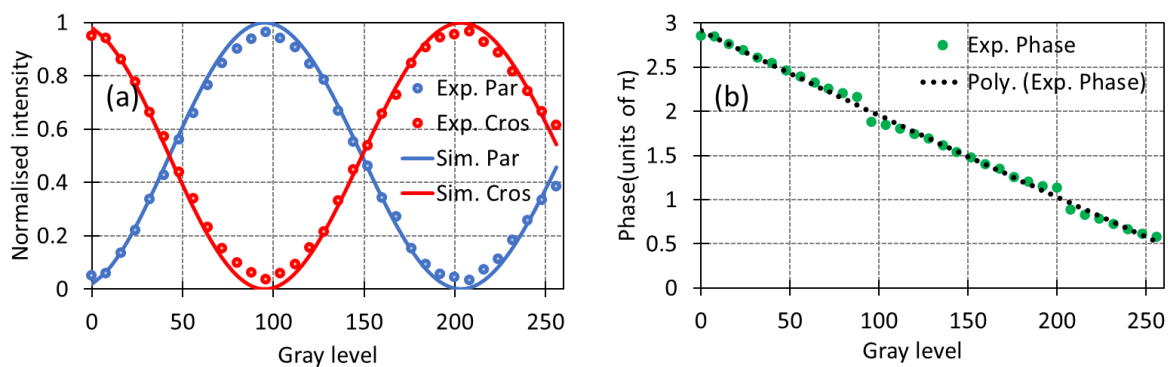 (a)
Normalised intensity
1
0.8
0.6
0.4
0.2
0
0
50
100
150
200
250
Gray level
Exp. Par
Exp. Cros
Sim. Par
Sim. Cros
(b)
Phase(units of π)
3
2.5
2
1.5
1
0.5
0
0
50
100
150
200
250
Gray level
Exp. Phase
Poly. (Exp. Phase)